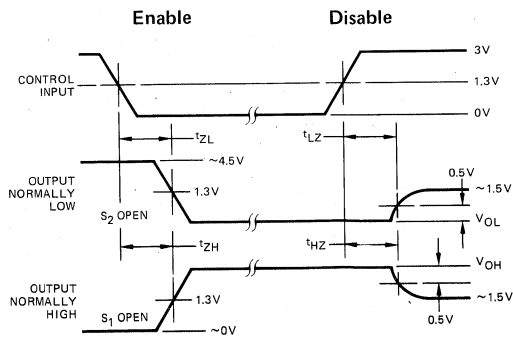 Enable Disable
3V
CONTROL INPUT
1.3V
0V
tZL
tLZ
~4.5V
0.5V
OUTPUT NORMALLY LOW
1.3V
~1.5V
S2 OPEN
VOL
tZH
tHZ
VOH
OUTPUT NORMALLY HIGH
1.3V
~1.5V
S1 OPEN
0.5V
~0V